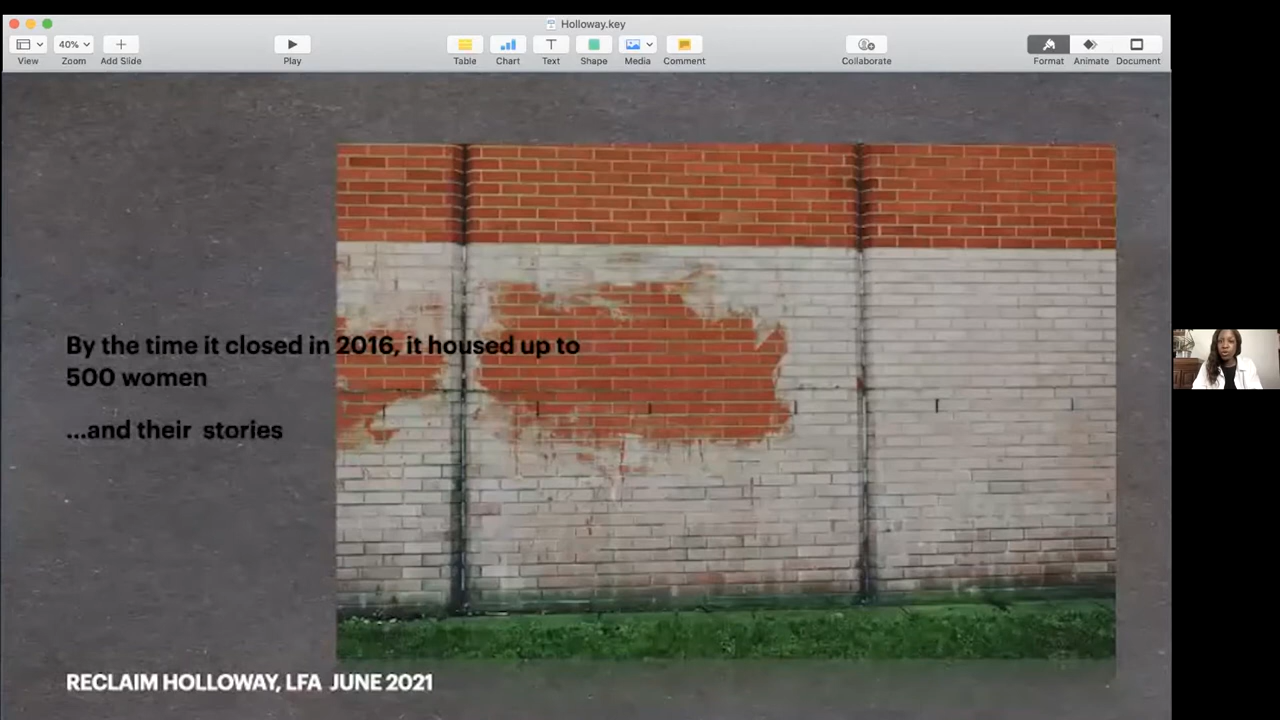 Holloway.key
40%
View
Zoom
Add Slide
Play
Table
Chart
Text
Shape
Media
Comment
Collaborate
Format
Animate
Document
By the time it closed in 2016, it housed up to
500 women
...and their stories
RECLAIM HOLLOWAY, LFA JUNE 2021